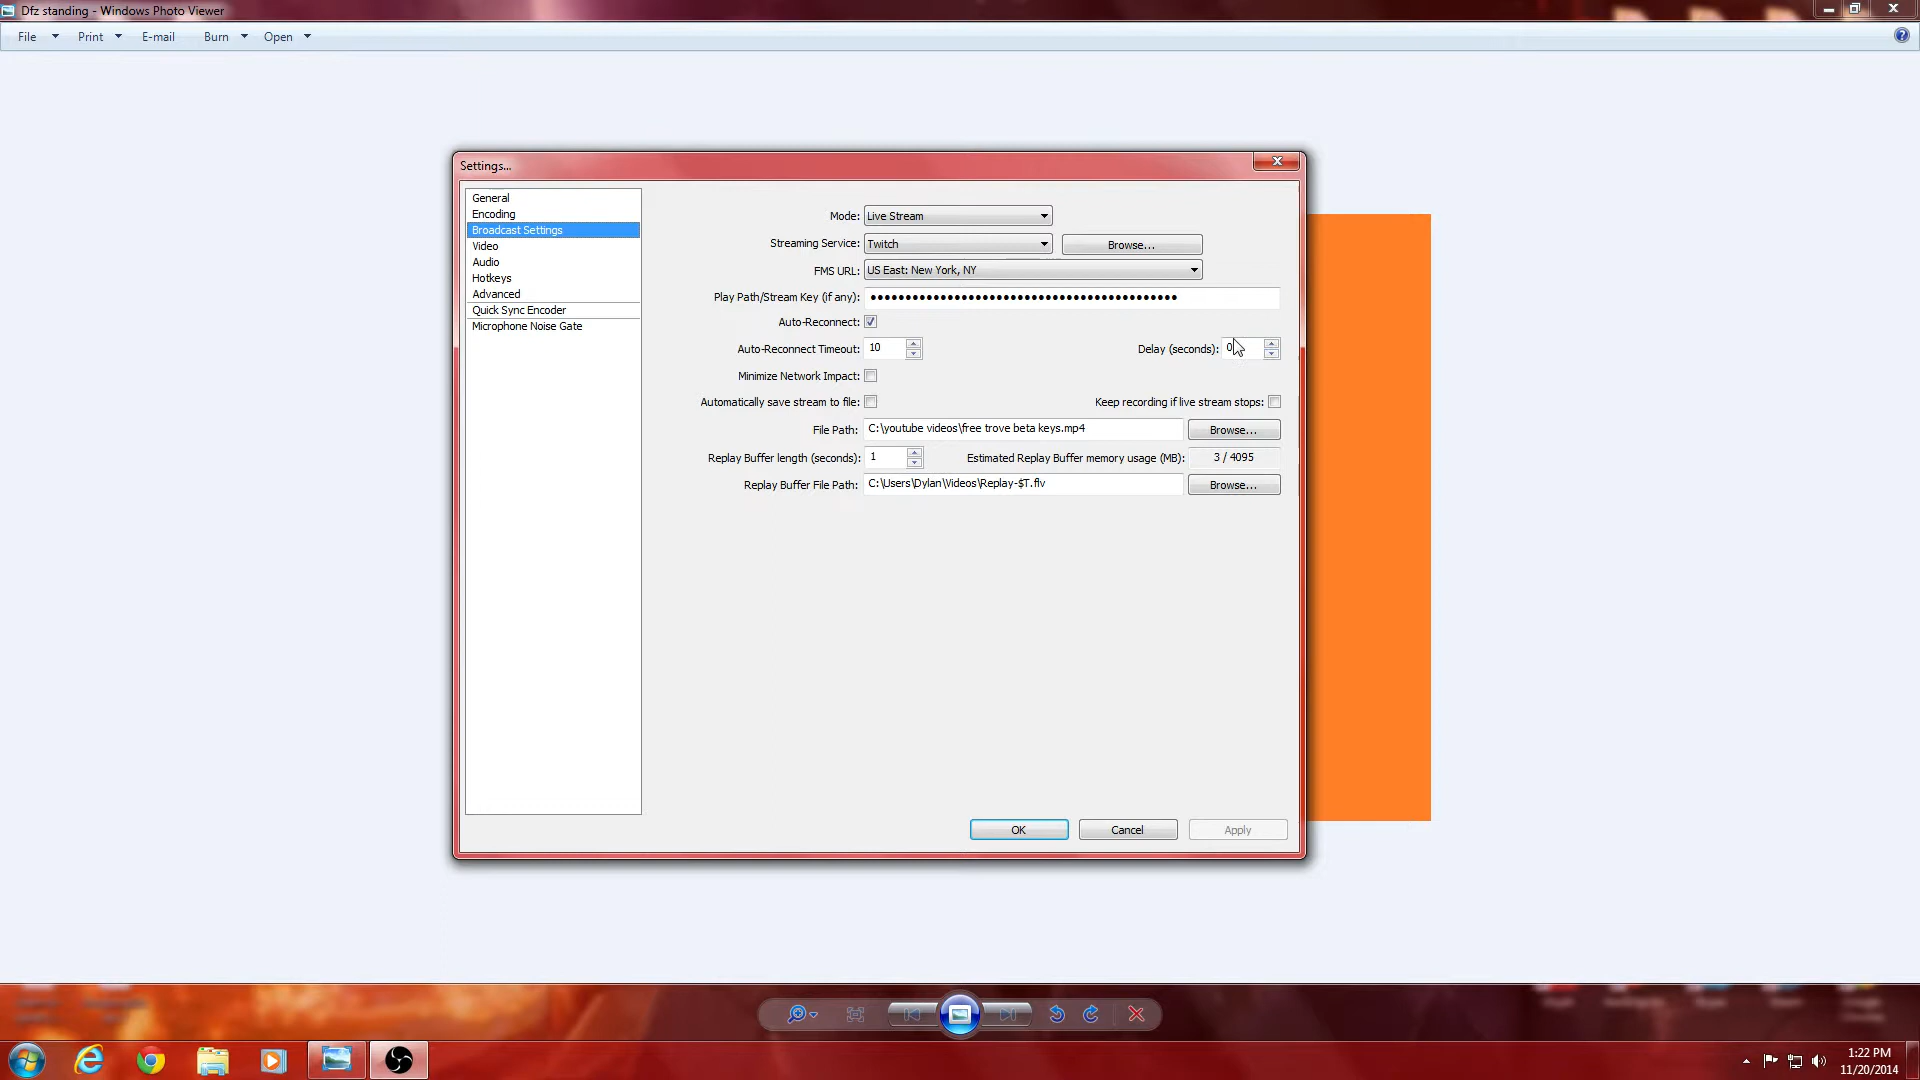 Dfz standing - Windows Photo Viewer
File Print E-mail Burn Open
Settings...
General
Encoding
Broadcast Settings
Video
Audio
Hotkeys
Advanced
Quick Sync Encoder
Microphone Noise Gate
Mode: Live Stream
Streaming Service: Twitch Browse...
FMS URL: US East: New York, NY
Play Path/Stream Key (if any): ••••••••••••••••••••••••••••••••••••••••••••
Auto-Reconnect:
Auto-Reconnect Timeout: 10 Delay (seconds): 0
Minimize Network Impact:
Automatically save stream to file: Keep recording if live stream stops:
File Path: C:\youtube videos\free trove beta keys.mp4 Browse...
Replay Buffer length (seconds): 1 Estimated Replay Buffer memory usage (MB): 3 / 4095
Replay Buffer File Path: C:\Users\Dylan\Videos\Replay-$T.flv Browse...
OK Cancel Apply
1:22 PM
11/20/2014